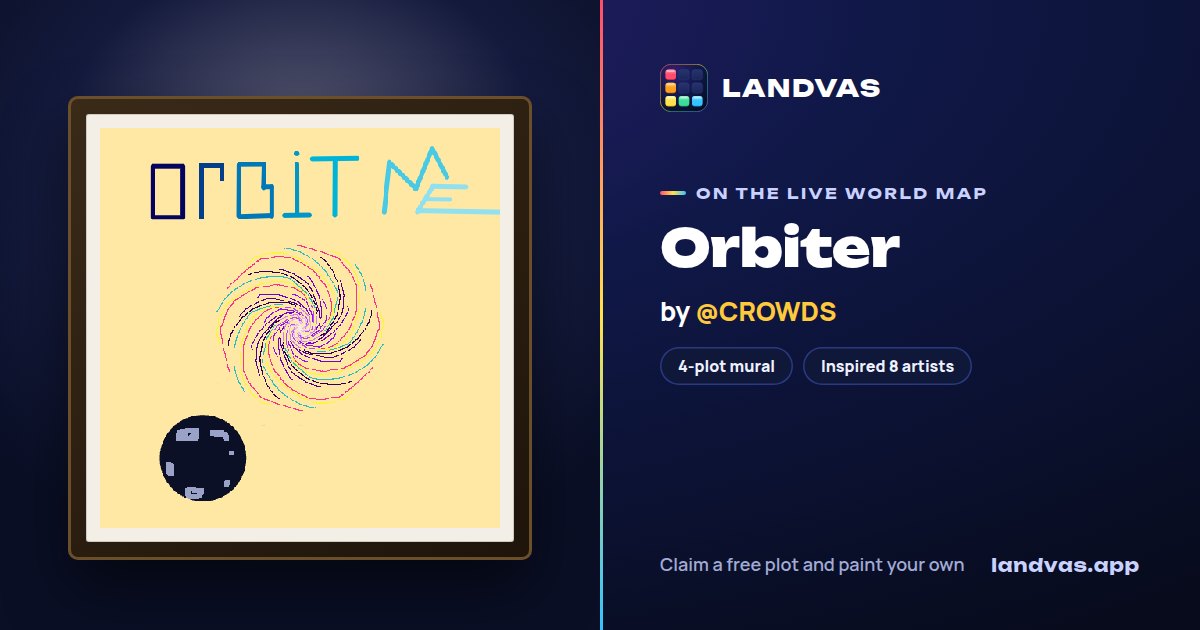 OrBiT ME
LANDVAS
ON THE LIVE WORLD MAP
Orbiter
by @CROWDS
4-plot mural
Inspired 8 artists
Claim a free plot and paint your own
landvas.app